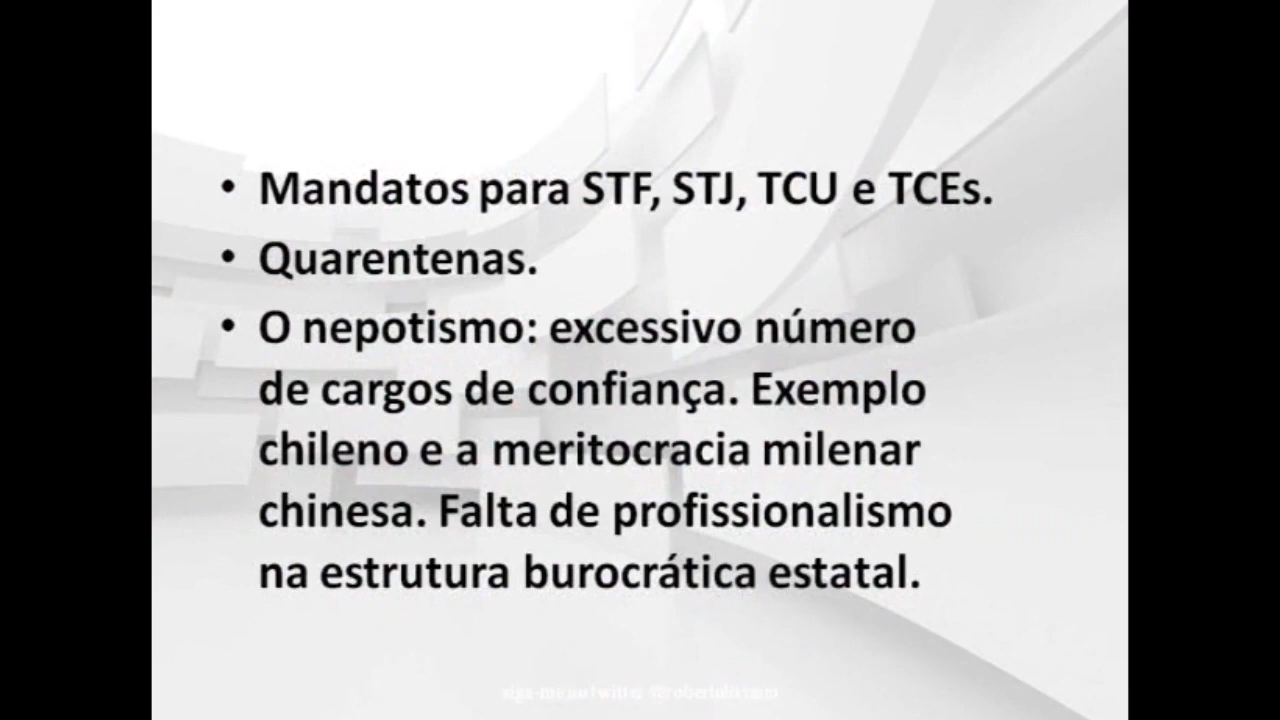 • Mandatos para STF, STJ, TCU e TCEs.
• Quarentenas.
• O nepotismo: excessivo número
de cargos de confiança. Exemplo
chileno e a meritocracia milenar
chinesa. Falta de profissionalismo
na estrutura burocrática estatal.